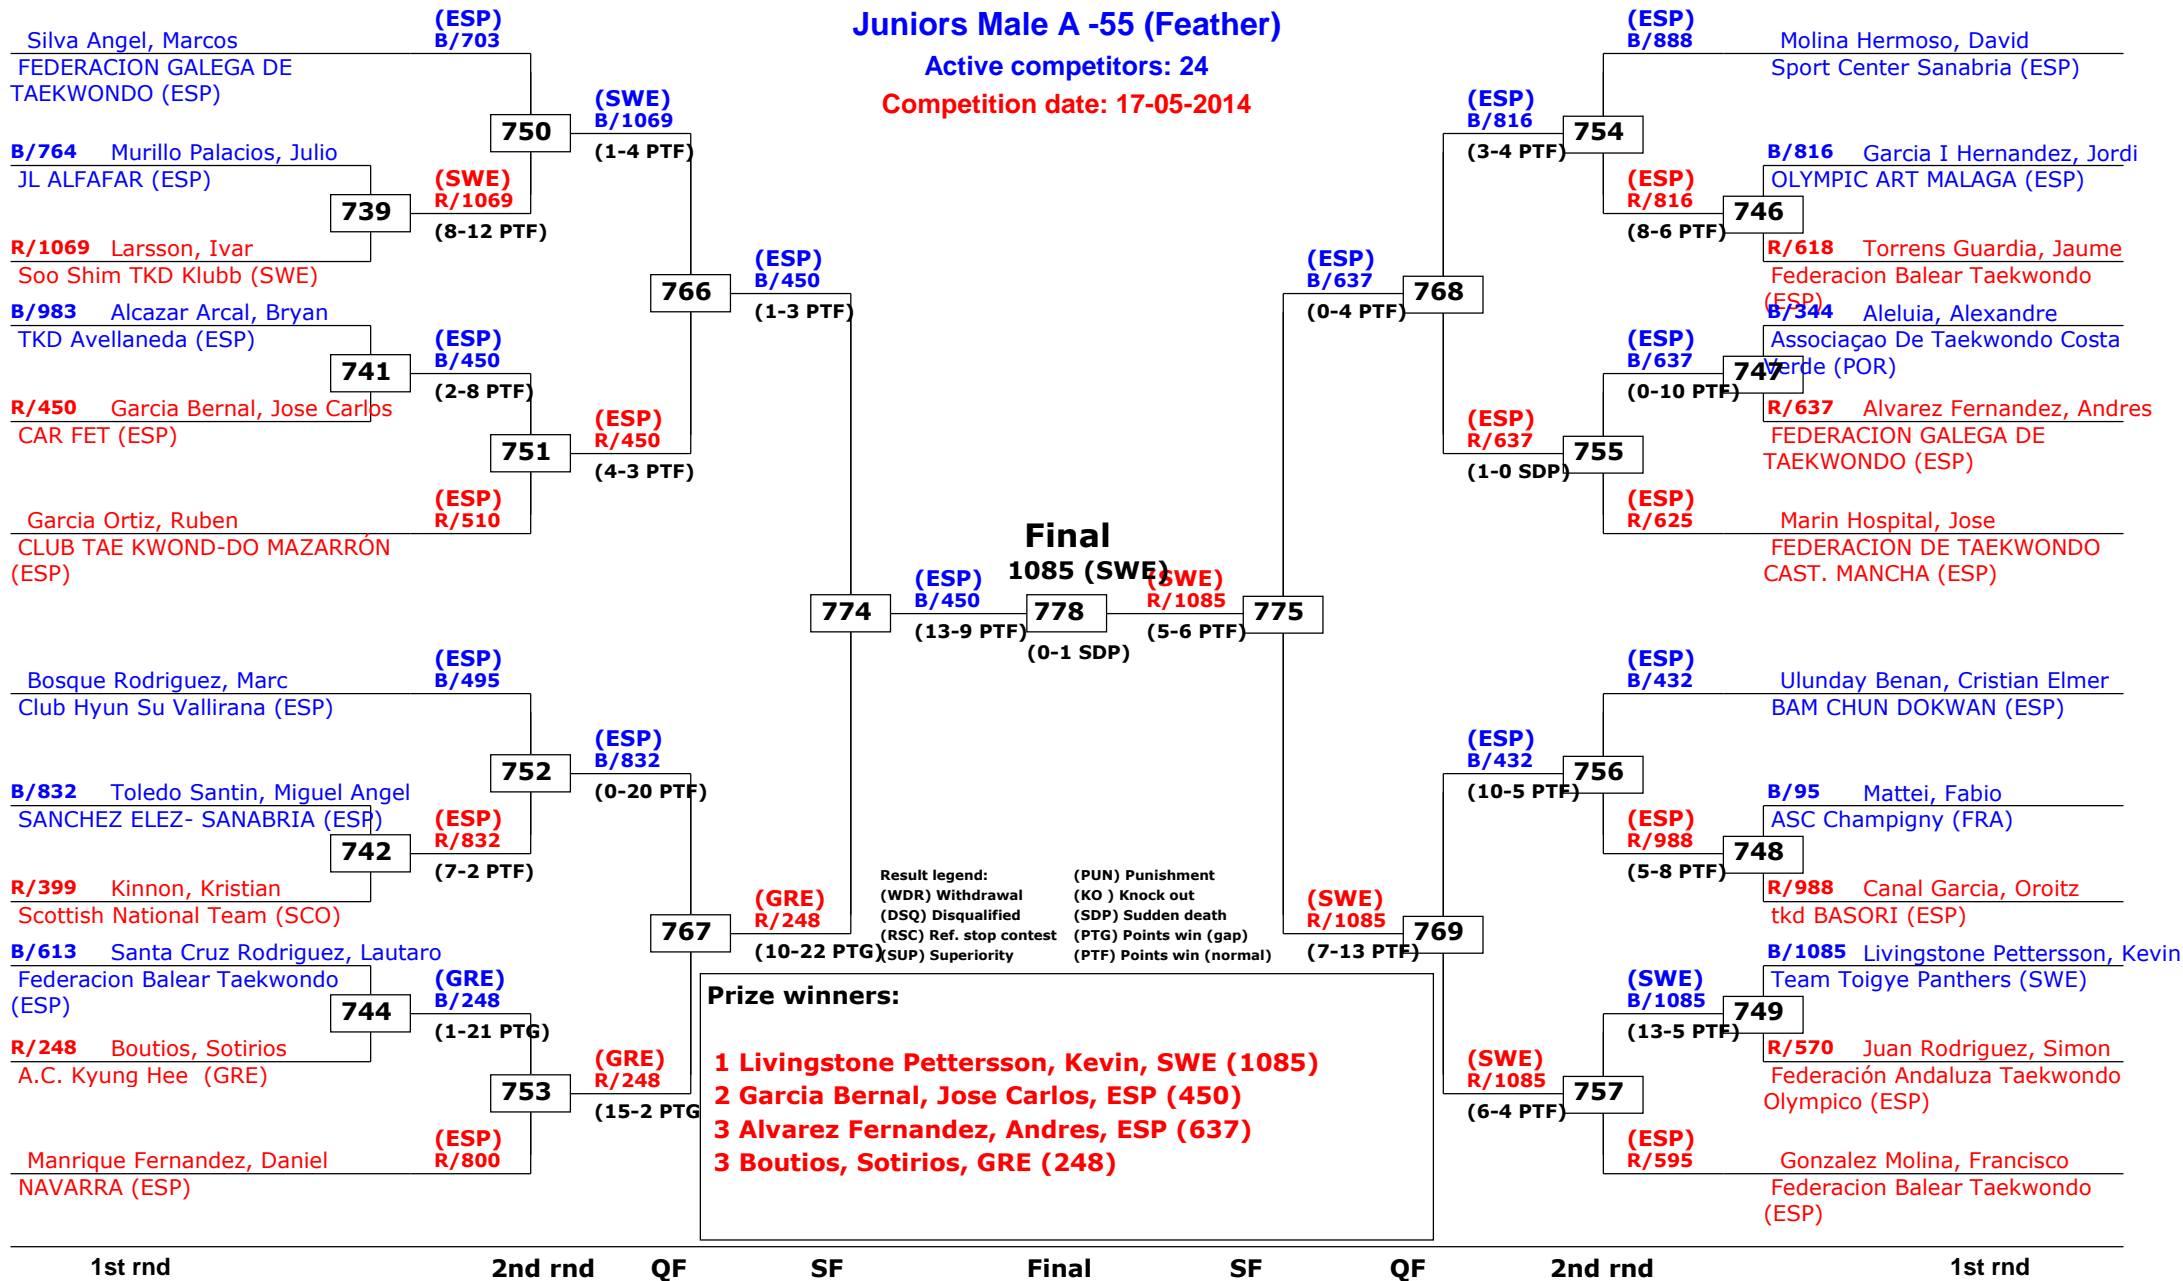 Juniors Male A -55 (Feather)
Active competitors: 24
Competition date: 17-05-2014
(ESP)
Silva Angel, Marcos B/703
FEDERACION GALEGA DE
TAEKWONDO (ESP)
750
(SWE)
B/1069
(1-4 PTF)
B/764 Murillo Palacios, Julio
JL ALFAFAR (ESP)
739
(SWE)
R/1069
(8-12 PTF)
R/1069 Larsson, Ivar
Soo Shim TKD Klubb (SWE)
766
(ESP)
B/450
(1-3 PTF)
B/983 Alcazar Arcal, Bryan
TKD Avellaneda (ESP)
741
(ESP)
B/450
(2-8 PTF)
R/450 Garcia Bernal, Jose Carlos
CAR FET (ESP)
751
(ESP)
R/450
(4-3 PTF)
(ESP)
Garcia Ortiz, Ruben R/510
CLUB TAE KWOND-DO MAZARRÓN
(ESP)
774
(ESP)
B/450
(13-9 PTF)
(ESP)
Bosque Rodriguez, Marc B/495
Club Hyun Su Vallirana (ESP)
752
(ESP)
B/832
(0-20 PTF)
B/832 Toledo Santin, Miguel Angel
SANCHEZ ELEZ- SANABRIA (ESP)
742
(ESP)
R/832
(7-2 PTF)
R/399 Kinnon, Kristian
Scottish National Team (SCO)
767
(GRE)
R/248
(10-22 PTG)
B/613 Santa Cruz Rodriguez, Lautaro
Federacion Balear Taekwondo
(ESP)
744
(GRE)
B/248
(1-21 PTG)
R/248 Boutios, Sotirios
A.C. Kyung Hee (GRE)
753
(GRE)
R/248
(15-2 PTG
(ESP)
Manrique Fernandez, Daniel R/800
NAVARRA (ESP)
Final
1085 (SWE)
778
(0-1 SDP)
(SWE)
R/1085
(5-6 PTF)
775
(ESP)
B/888 Molina Hermoso, David
Sport Center Sanabria (ESP)
(ESP)
B/816
(3-4 PTF)
754
B/816 Garcia I Hernandez, Jordi
OLYMPIC ART MALAGA (ESP)
(ESP)
R/816
(8-6 PTF)
746
R/618 Torrens Guardia, Jaume
Federacion Balear Taekwondo
(ESP)
(ESP)
B/637
(0-4 PTF)
768
B/344 Aleluia, Alexandre
Associaçao De Taekwondo Costa
Verde (POR)
(ESP)
B/637
(0-10 PTF)
747
R/637 Alvarez Fernandez, Andres
FEDERACION GALEGA DE
TAEKWONDO (ESP)
(ESP)
R/637
(1-0 SDP)
755
(ESP)
R/625 Marin Hospital, Jose
FEDERACION DE TAEKWONDO
CAST. MANCHA (ESP)
(ESP)
B/432 Ulunday Benan, Cristian Elmer
BAM CHUN DOKWAN (ESP)
(ESP)
B/432
(10-5 PTF)
756
B/95 Mattei, Fabio
ASC Champigny (FRA)
(ESP)
R/988
(5-8 PTF)
748
R/988 Canal Garcia, Oroitz
tkd BASORI (ESP)
(SWE)
R/1085
(7-13 PTF)
769
B/1085 Livingstone Pettersson, Kevin
Team Toigye Panthers (SWE)
(SWE)
B/1085
(13-5 PTF)
749
R/570 Juan Rodriguez, Simon
Federación Andaluza Taekwondo
Olympico (ESP)
(SWE)
R/1085
(6-4 PTF)
757
(ESP)
R/595 Gonzalez Molina, Francisco
Federacion Balear Taekwondo
(ESP)
Result legend: (PUN) Punishment
(WDR) Withdrawal (KO ) Knock out
(DSQ) Disqualified (SDP) Sudden death
(RSC) Ref. stop contest (PTG) Points win (gap)
(SUP) Superiority (PTF) Points win (normal)
Prize winners:
1 Livingstone Pettersson, Kevin, SWE (1085)
2 Garcia Bernal, Jose Carlos, ESP (450)
3 Alvarez Fernandez, Andres, ESP (637)
3 Boutios, Sotirios, GRE (248)
1st rnd 2nd rnd QF SF Final SF QF 2nd rnd 1st rnd